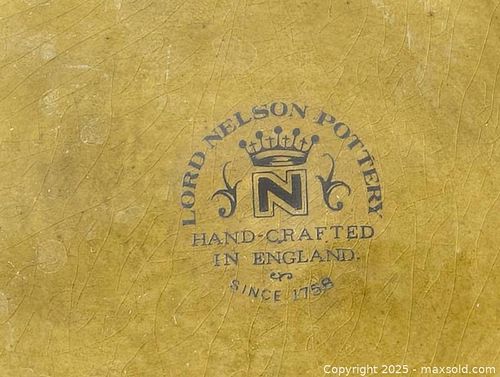 LORD NELSON POTTERY
N
HAND-CRAFTED
IN ENGLAND.
SINCE 1758
Copyright © 2025 - maxsold.com